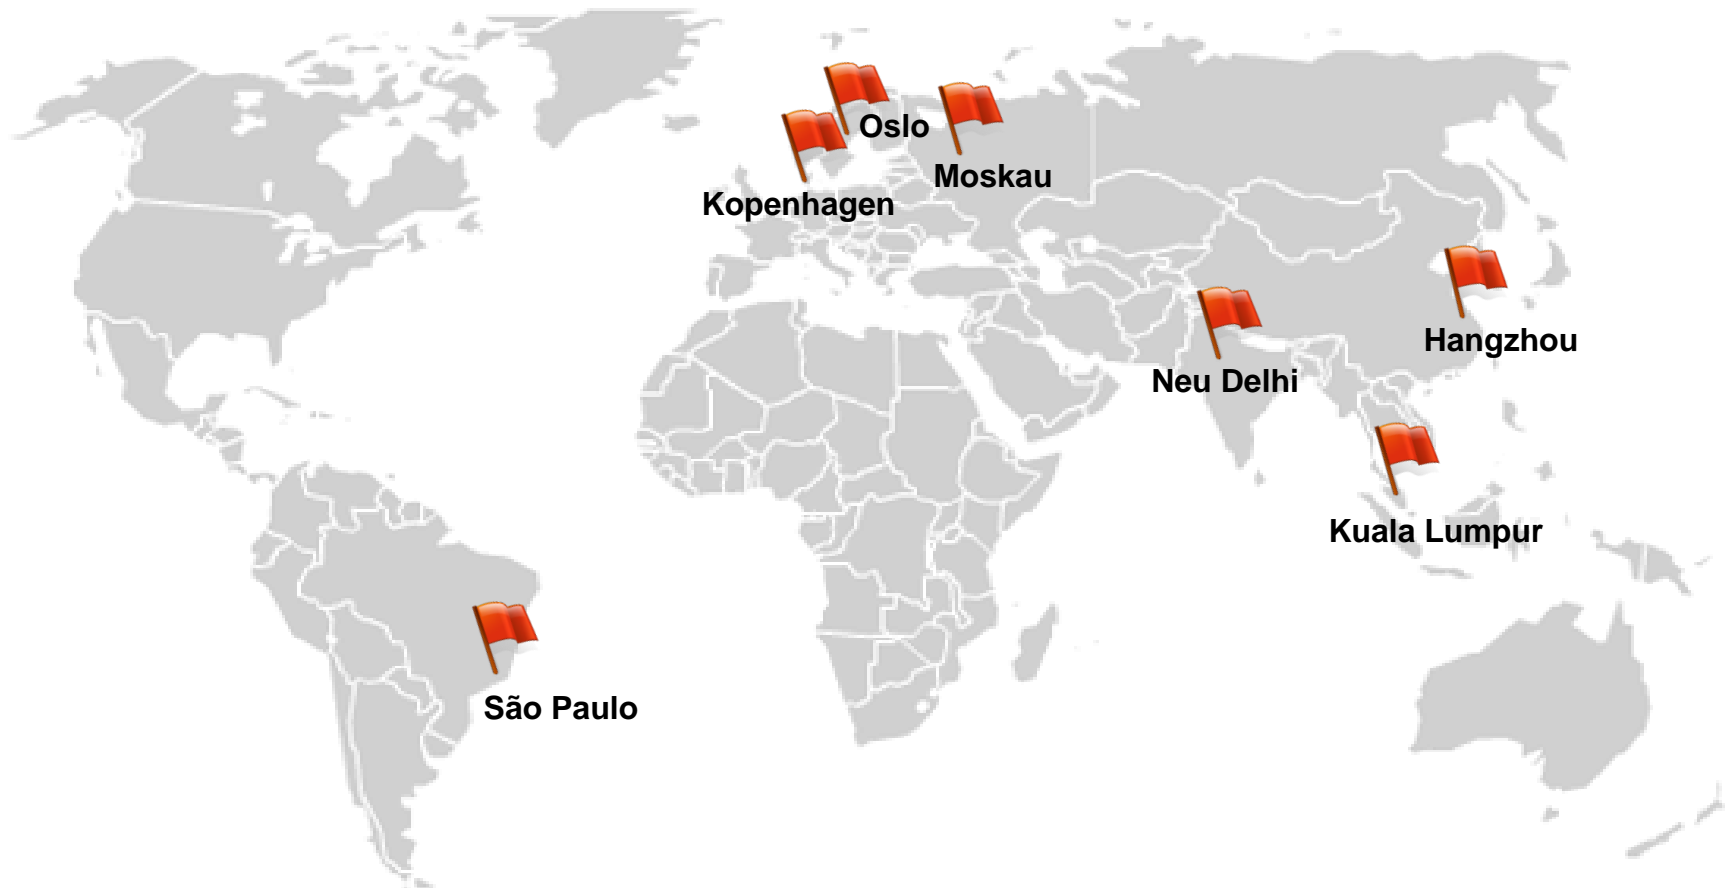 Oslo
Moskau
Kopenhagen
Hangzhou
Neu Delhi
Kuala Lumpur
São Paulo